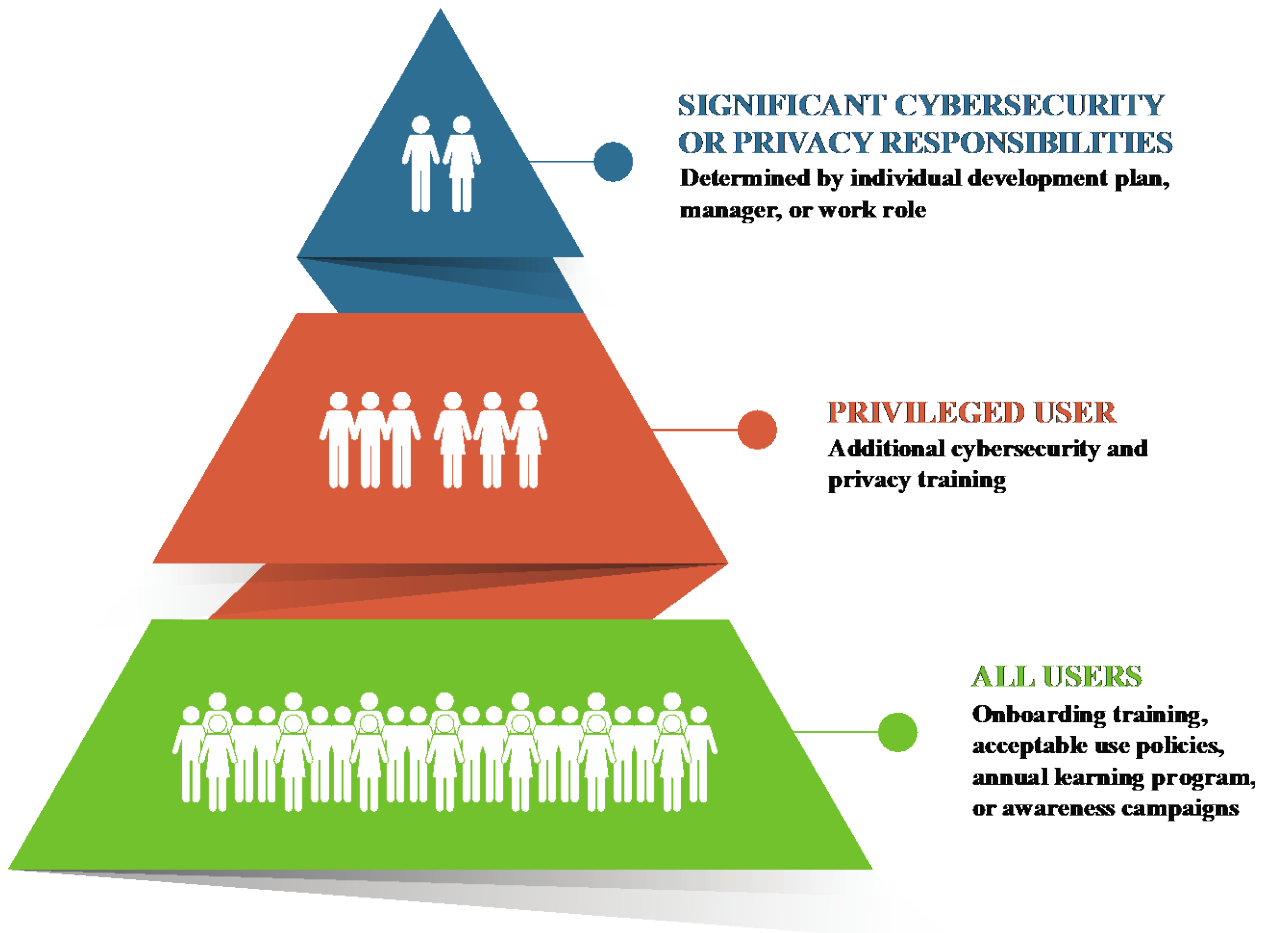 SIGNIFICANT CYBERSECURITY
OR PRIVACY RESPONSIBILITIES
Determined by individual development plan,
manager, or work role
PRIVILEGED USER
Additional cybersecurity and
privacy training
ALL USERS
Onboarding training,
acceptable use policies,
annual learning program,
or awareness campaigns